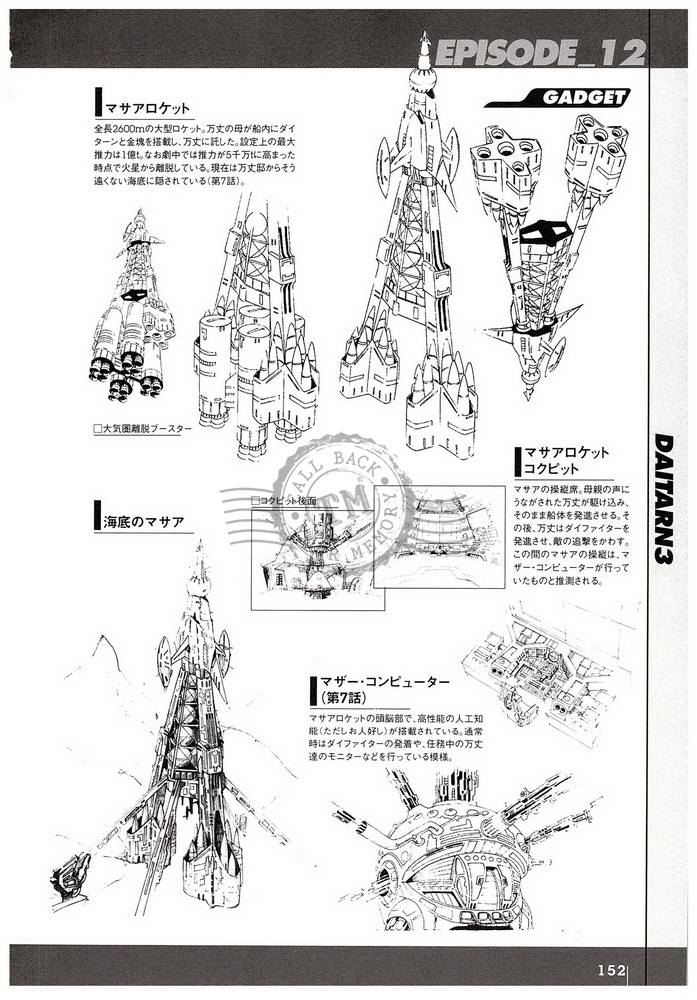 EPISODE_12
GADGET
マサアロケット
全長2600mの大型ロケット。万丈の母が船内にダイ
ターンと金塊を搭載し、万丈に託した。設定上の最大
推力は1億t。なお劇中では推力が5千万tに高まった
時点で火星から離脱している。現在は万丈邸からそう
遠くない海底に隠されている(第7話)。
□大気圏離脱ブースター
マサアロケット
コクピット
マサアの操縦席。母親の声に
うながされた万丈が駆け込み、
そのまま船体を発進させる。そ
の後、万丈はダイファイターを
発進させ、敵の追撃をかわす。
この間のマサアの操縦は、マ
ザー・コンピューターが行って
いたものと推測される。
□コクピット後面
海底のマサア
マザー・コンピューター
(第7話)
マサアロケットの頭脳部で、高性能の人工知
能(ただしお人好し)が搭載されている。通常
時はダイファイターの発着や、任務中の万丈
達のモニターなどを行っている模様。
ALL BACK
TM
MEMORY
DAITARN3
152